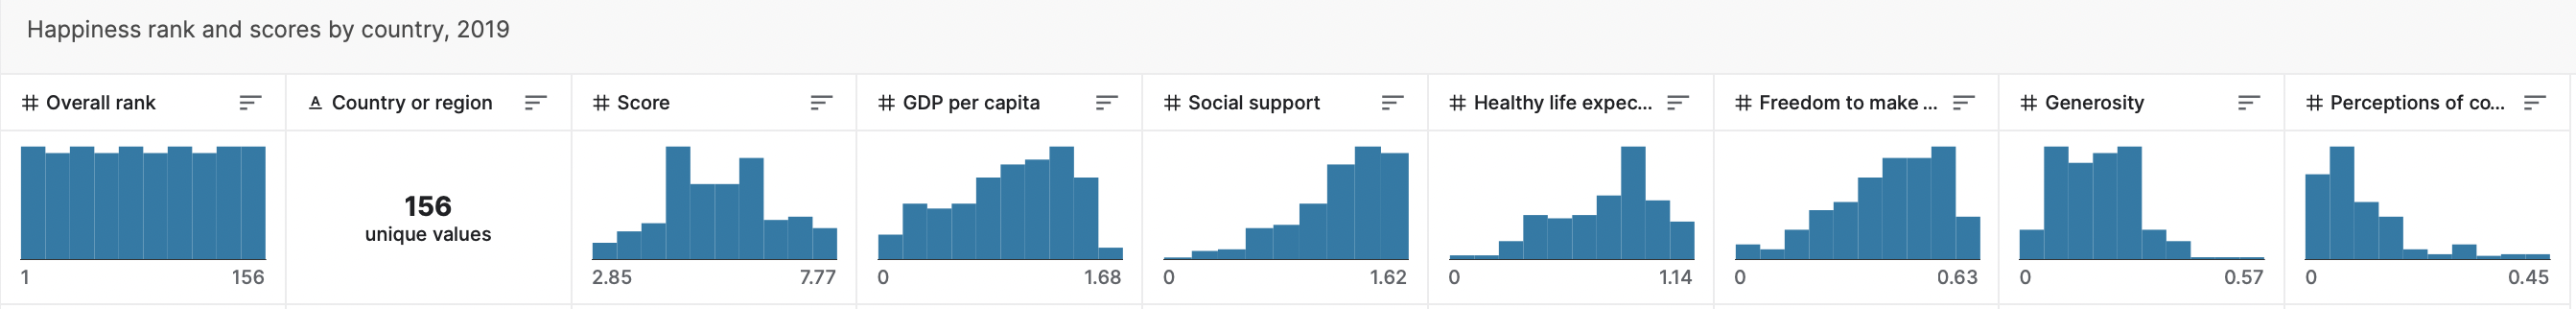 Happiness rank and scores by country, 2019
# Overall rank
A Country or region
# Score
# GDP per capita
# Social support
# Healthy life expec...
# Freedom to make ...
# Generosity
# Perceptions of co...
1 156
156
unique values
2.85 7.77
0 1.68
0 1.62
0 1.14
0 0.63
0 0.57
0 0.45